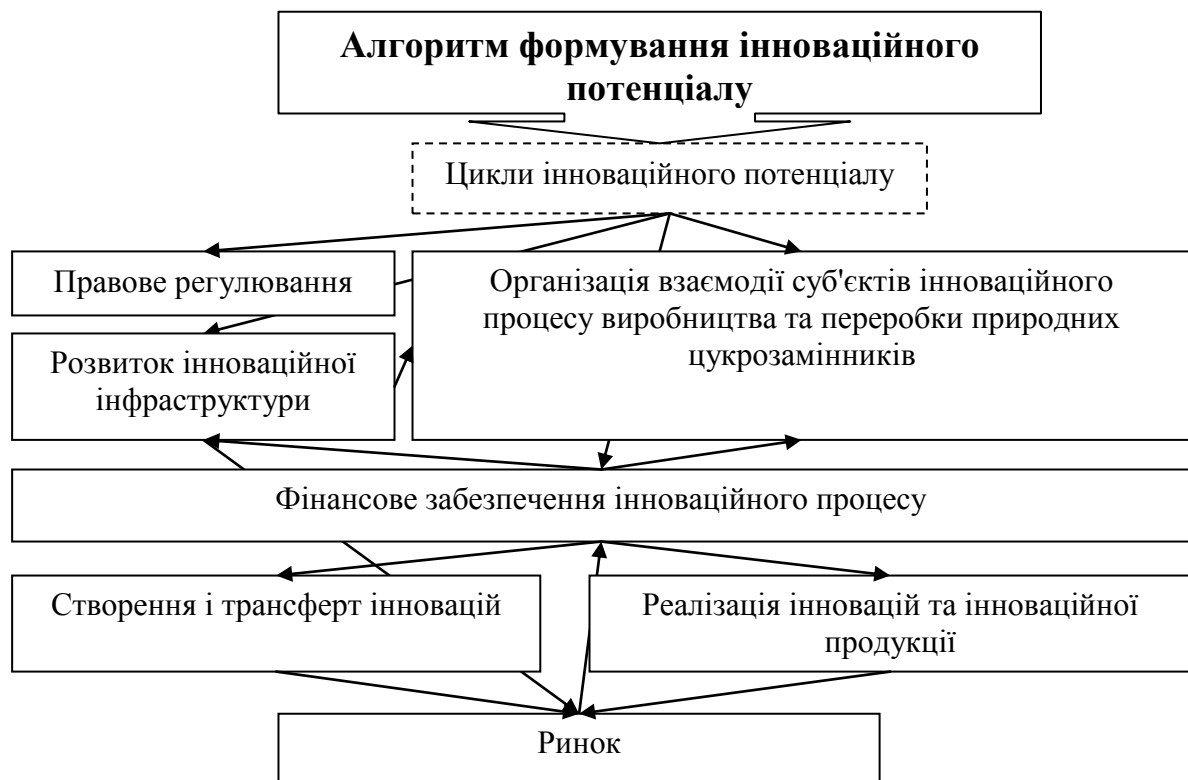 Алгоритм формування інноваційного
потенціалу
Цикли інноваційного потенціалу
Правове регулювання
Організація взаємодії суб'єктів інноваційного
процесу виробництва та переробки природних
цукрозамінників
Розвиток інноваційної
інфраструктури
Фінансове забезпечення інноваційного процесу
Створення і трансферт інновацій
Реалізація інновацій та інноваційної
продукції
Ринок